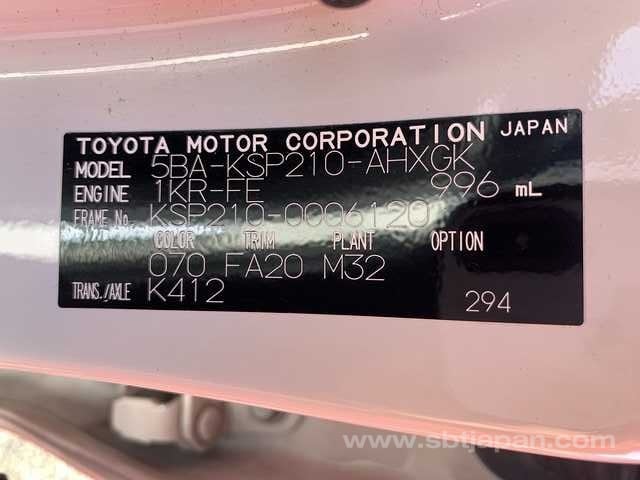 TOYOTA MOTOR CORPORATION JAPAN
MODEL 5BA-KSP210-AHXGK
ENGINE 1KR-FE 996 mL
FRAME No. KSP210-0006120
COLOR TRIM PLANT OPTION
070 FA20 M32
TRANS./AXLE K412 294
www.sbtjapan.com